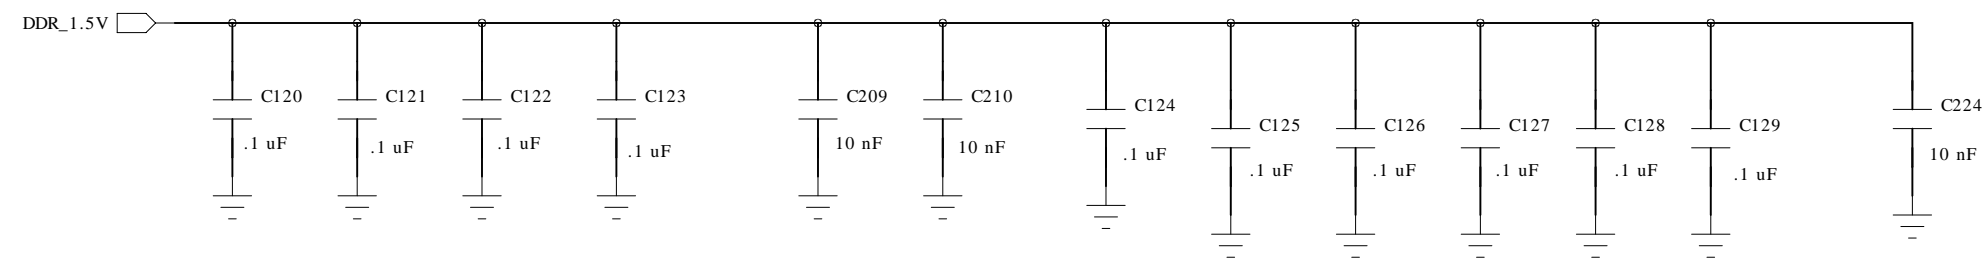 DDR_1.5V
C120
.1 uF
C121
.1 uF
C122
.1 uF
C123
.1 uF
C209
10 nF
C210
10 nF
C124
.1 uF
C125
.1 uF
C126
.1 uF
C127
.1 uF
C128
.1 uF
C129
.1 uF
C224
10 nF